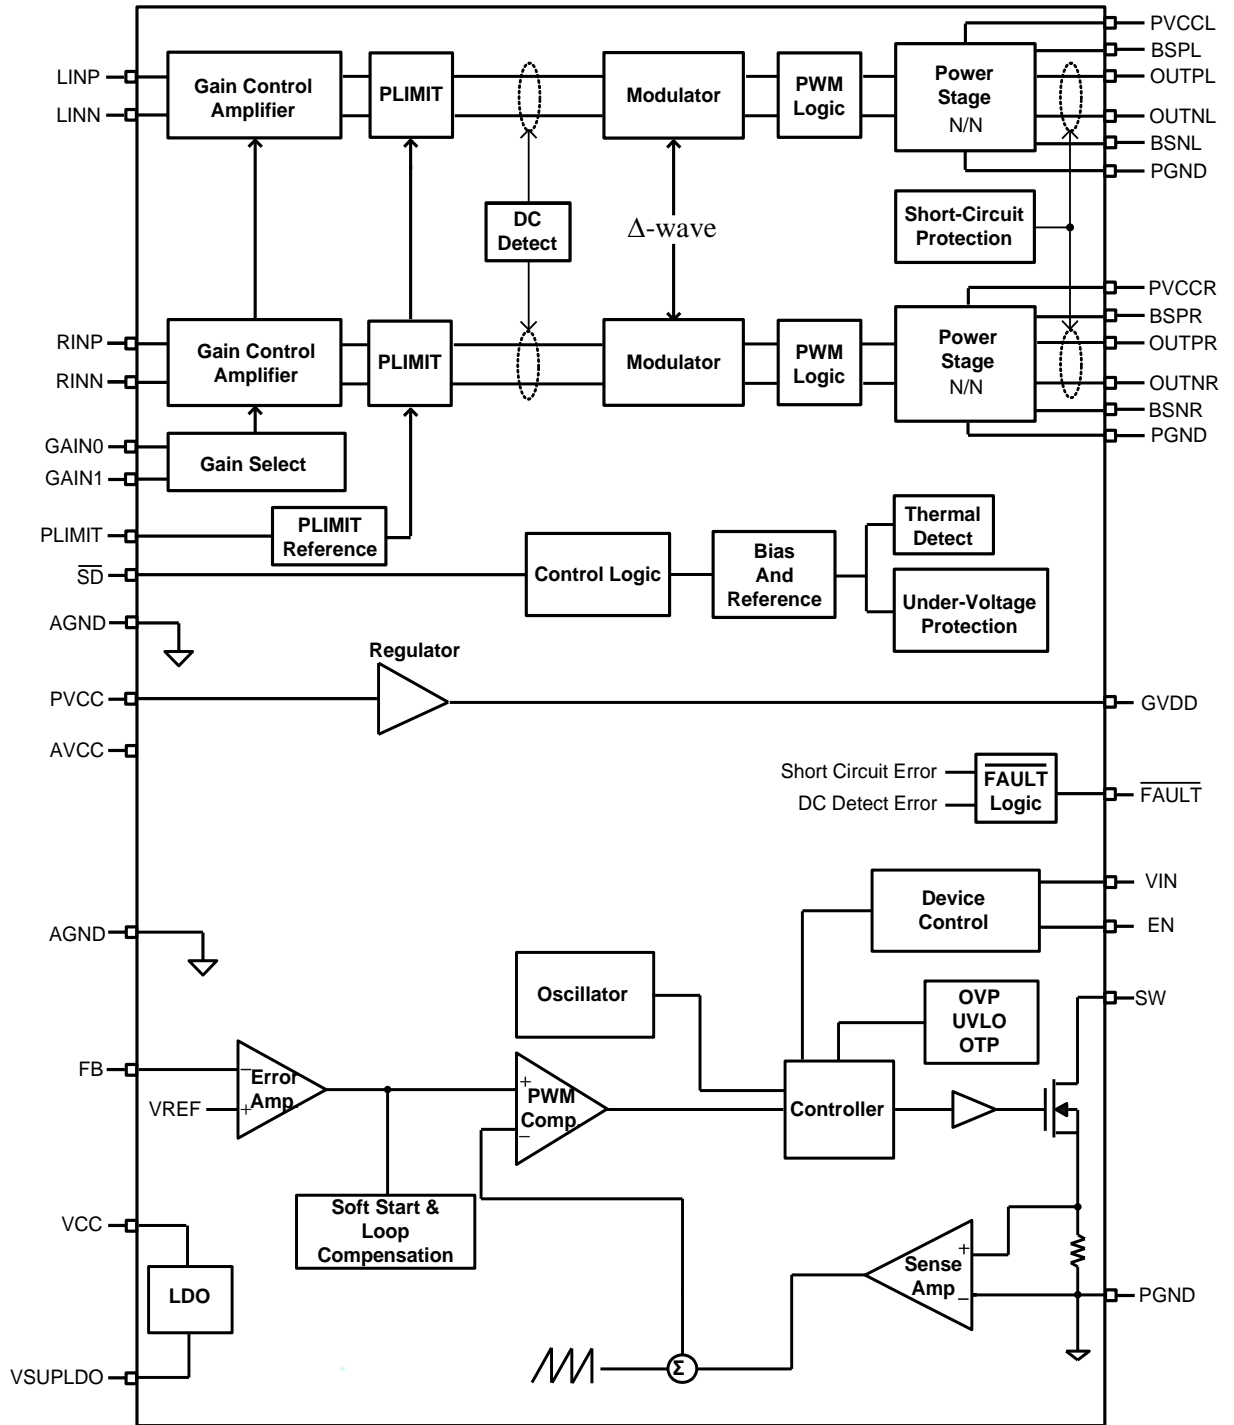 PVCCL
BSPL
LINP
Gain Control
Amplifier
PLIMIT
Modulator
PWM
Logic
Power
Stage
N/N
OUTPL
LINN
OUTNL
BSNL
PGND
DC
Detect
Δ-wave
Short-Circuit
Protection
PVCCR
BSPR
RINP
Gain Control
Amplifier
PLIMIT
Modulator
PWM
Logic
Power
Stage
N/N
OUTPR
RINN
OUTNR
BSNR
PGND
GAIN0
GAIN1
Gain Select
PLIMIT
PLIMIT
Reference
Thermal
Detect
SD
Control Logic
Bias
And
Reference
Under-Voltage
Protection
AGND
Regulator
PVCC
GVDD
AVCC
Short Circuit Error
DC Detect Error
FAULT
Logic
FAULT
VIN
EN
Device
Control
AGND
Oscillator
OVP
UVLO
OTP
SW
FB
VREF
−
+
Error
Amp.
+
−
PWM
Comp.
Controller
Soft Start &
Loop
Compensation
VCC
LDO
VSUPLDO
+
−
Sense
Amp
PGND
Σ